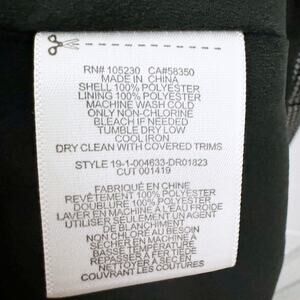 RN# 105230 CA#58350
MADE IN CHINA
SHELL 100% POLYESTER
LINING 100% POLYESTER
MACHINE WASH COLD
ONLY NON-CHLORINE
BLEACH IF NEEDED
TUMBLE DRY LOW
COOL IRON
DRY CLEAN WITH COVERED TRIMS
STYLE 19-1-004633-DR01823
CUT 001419
FABRIQUÉ EN CHINE
REVÊTEMENT 100% POLYESTER
DOUBLURE 100% POLYESTER
LAVER EN MACHINE À L'EAU FROIDE
UTILISER SEULEMENT UN AGENT
DE BLANCHIMENT
NON CHLORÉ AU BESOIN
SÉCHER EN MACHINE À
BASSE TEMPÉRATURE
REPASSER À FER TIÈDE
NETTOYER À SEC EN
COUVRANT LES COUTURES